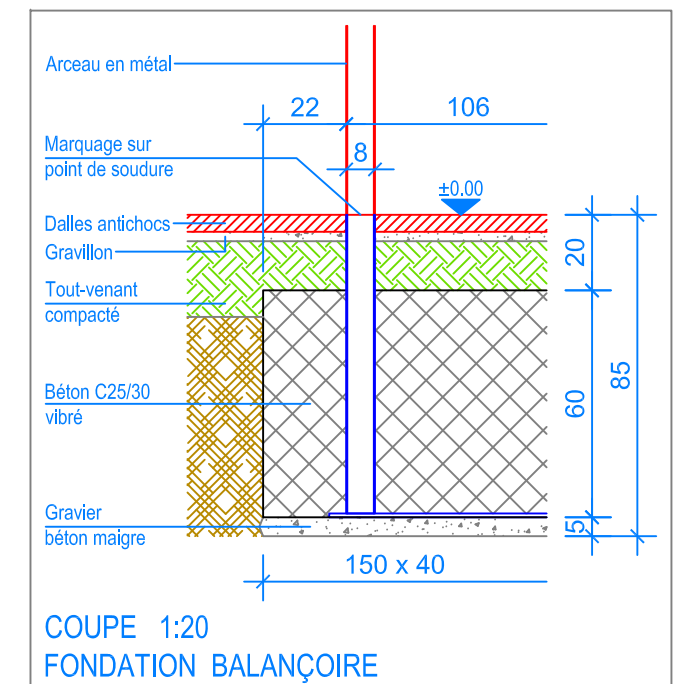 Arceau en métal
22
106
Marquage sur
point de soudure
8
±0.00
Dalles antichocs
Gravillon
20
Tout-venant
compacté
85
Béton C25/30
vibré
60
Gravier
béton maigre
5
150 x 40
COUPE 1:20
FONDATION BALANÇOIRE